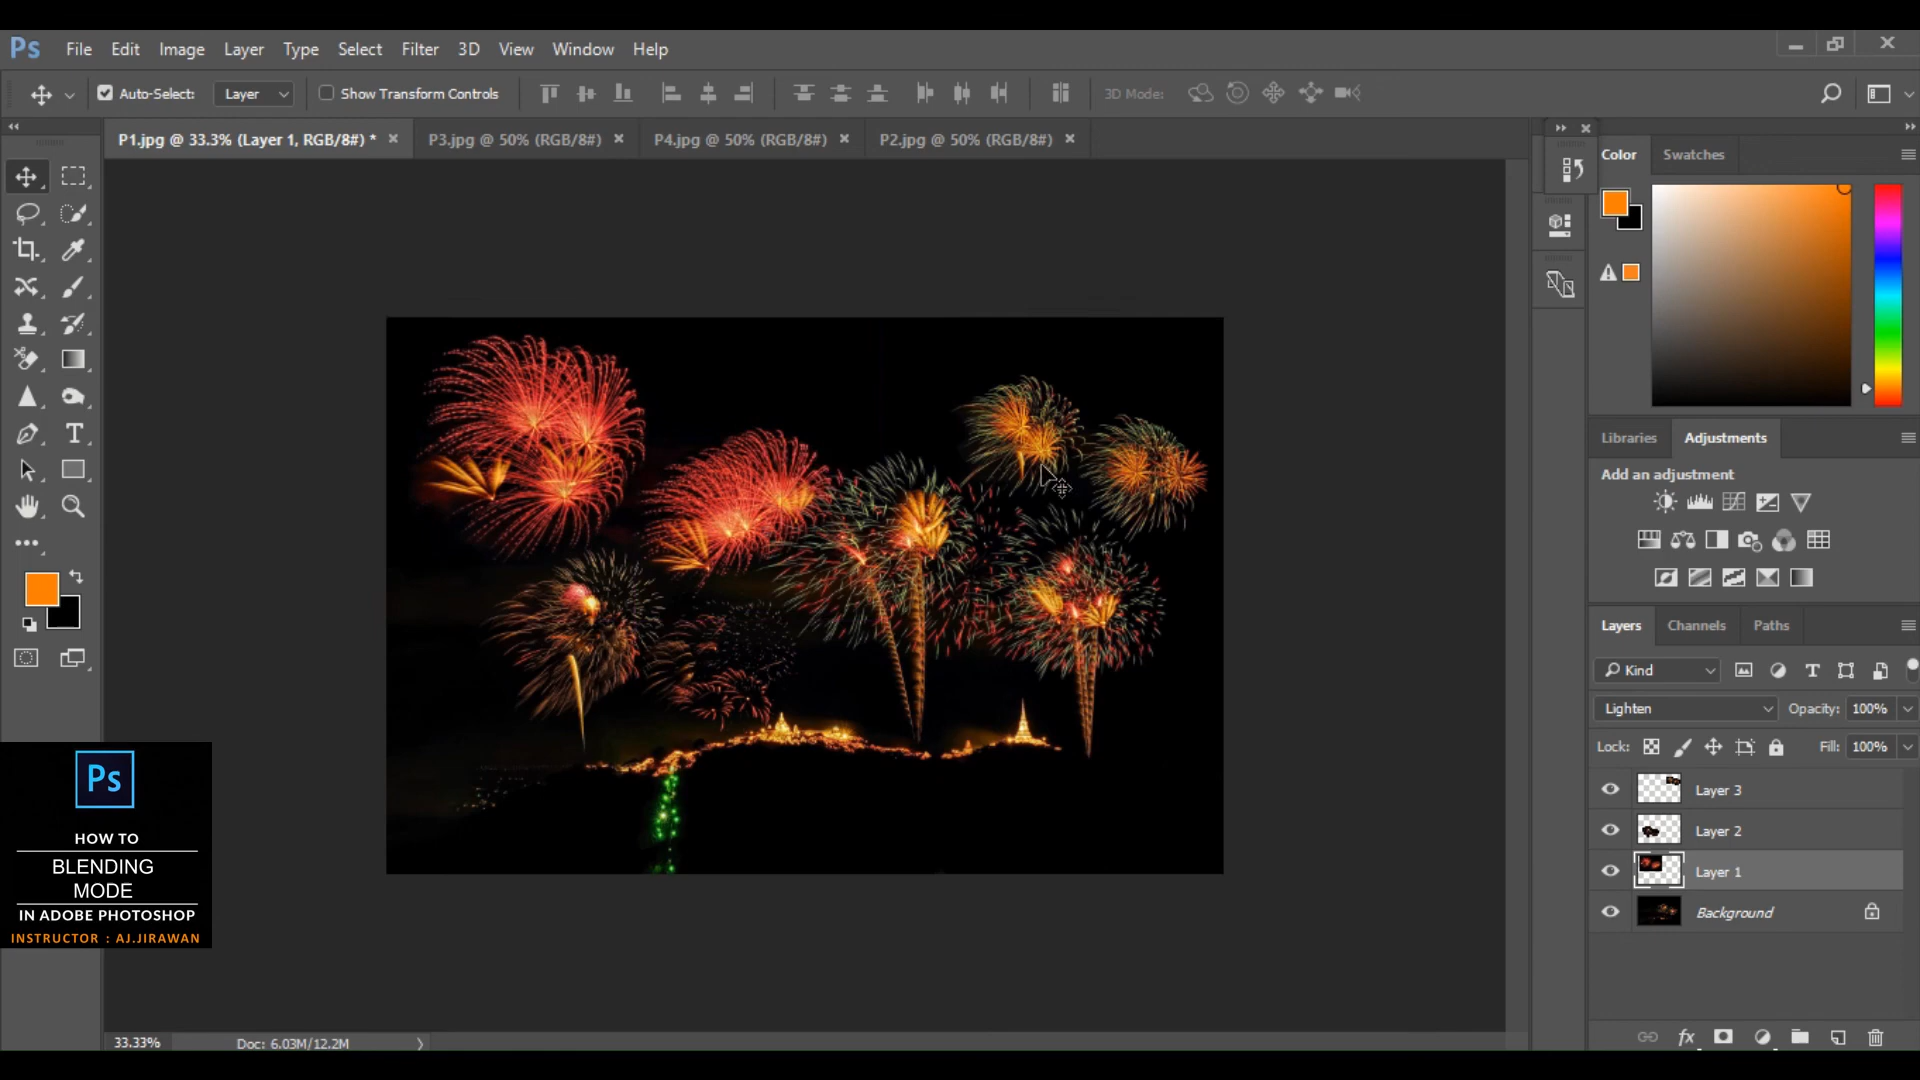 Ps File Edit Image Layer Type Select Filter 3D View Window Help
Auto-Select: Layer Show Transform Controls 3D Mode:
P1.jpg @ 33.3% (Layer 1, RGB/8#) * P3.jpg @ 50% (RGB/8#) P4.jpg @ 50% (RGB/8#) P2.jpg @ 50% (RGB/8#)
Color Swatches
Libraries Adjustments
Add an adjustment
Layers Channels Paths
Kind
Lighten Opacity: 100%
Lock: Fill: 100%
Layer 3
Layer 2
Layer 1
Background
Ps
HOW TO
BLENDING
MODE
IN ADOBE PHOTOSHOP
INSTRUCTOR : AJ.JIRAWAN
33.33% Doc: 6.03M/12.2M